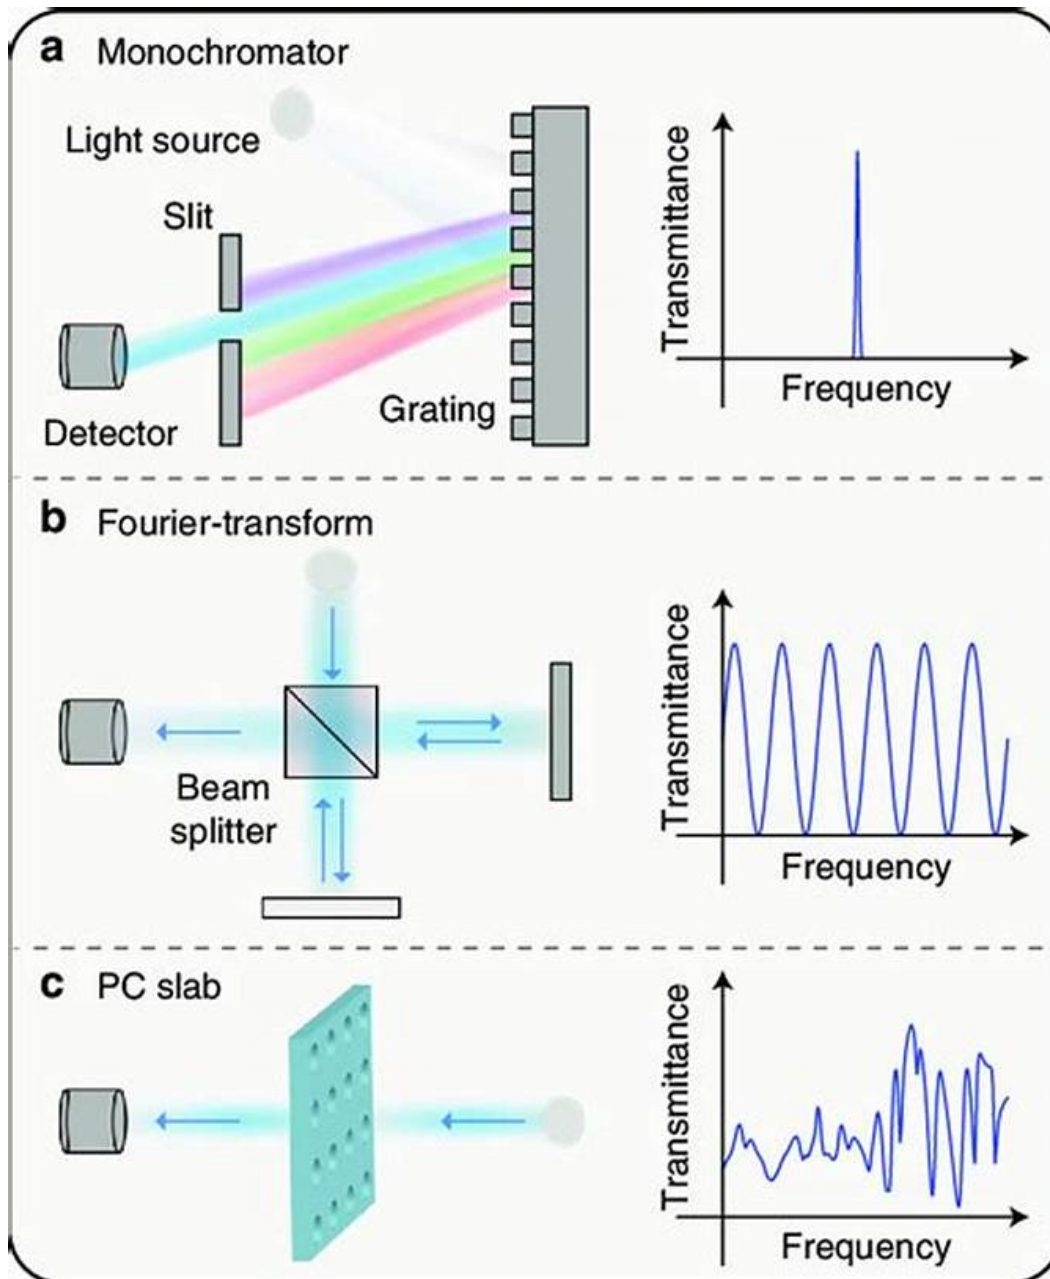 a Monochromator
Light source
Slit
Detector
Grating
Transmittance
Frequency
b Fourier-transform
Beam
splitter
Transmittance
Frequency
c PC slab
Transmittance
Frequency